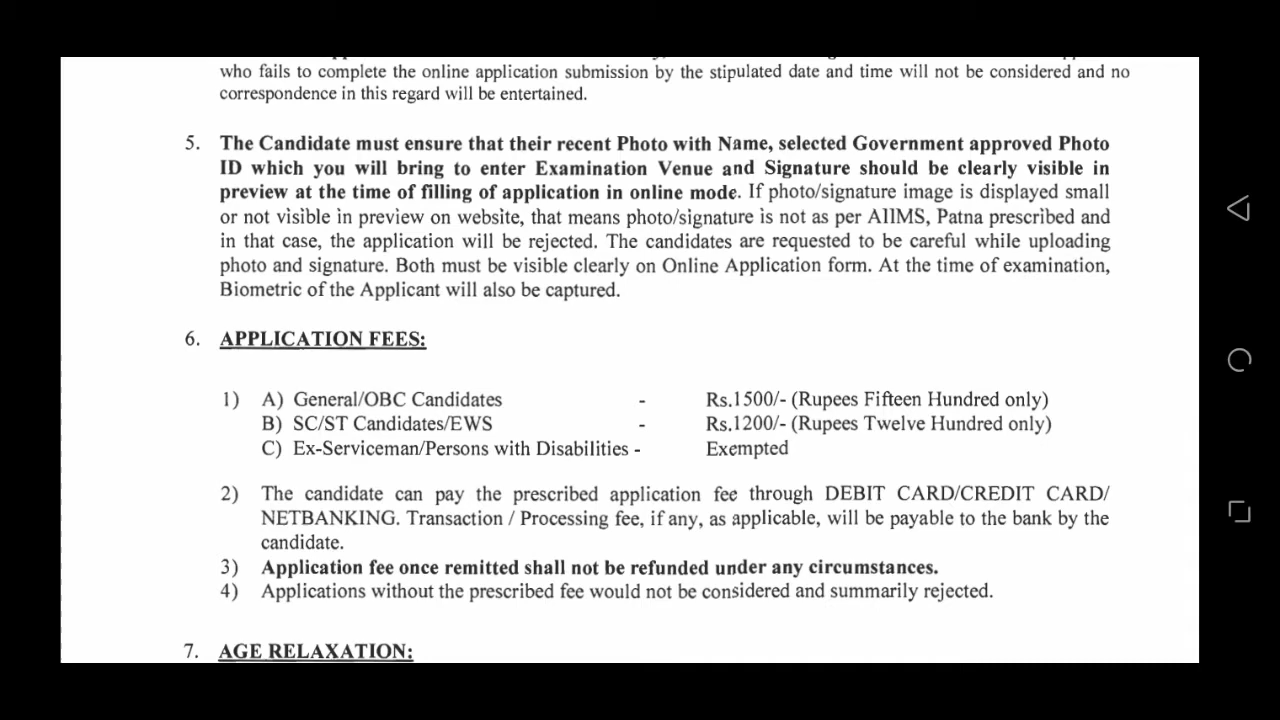 who fails to complete the online application submission by the stipulated date and time will not be considered and no
correspondence in this regard will be entertained.
5. The Candidate must ensure that their recent Photo with Name, selected Government approved Photo
ID which you will bring to enter Examination Venue and Signature should be clearly visible in
preview at the time of filling of application in online mode. If photo/signature image is displayed small
or not visible in preview on website, that means photo/signature is not as per AIIMS, Patna prescribed and
in that case, the application will be rejected. The candidates are requested to be careful while uploading
photo and signature. Both must be visible clearly on Online Application form. At the time of examination,
Biometric of the Applicant will also be captured.
6. APPLICATION FEES:
1) A) General/OBC Candidates - Rs.1500/- (Rupees Fifteen Hundred only)
B) SC/ST Candidates/EWS - Rs.1200/- (Rupees Twelve Hundred only)
C) Ex-Serviceman/Persons with Disabilities - Exempted
2) The candidate can pay the prescribed application fee through DEBIT CARD/CREDIT CARD/
NETBANKING. Transaction / Processing fee, if any, as applicable, will be payable to the bank by the
candidate.
3) Application fee once remitted shall not be refunded under any circumstances.
4) Applications without the prescribed fee would not be considered and summarily rejected.
7. AGE RELAXATION: